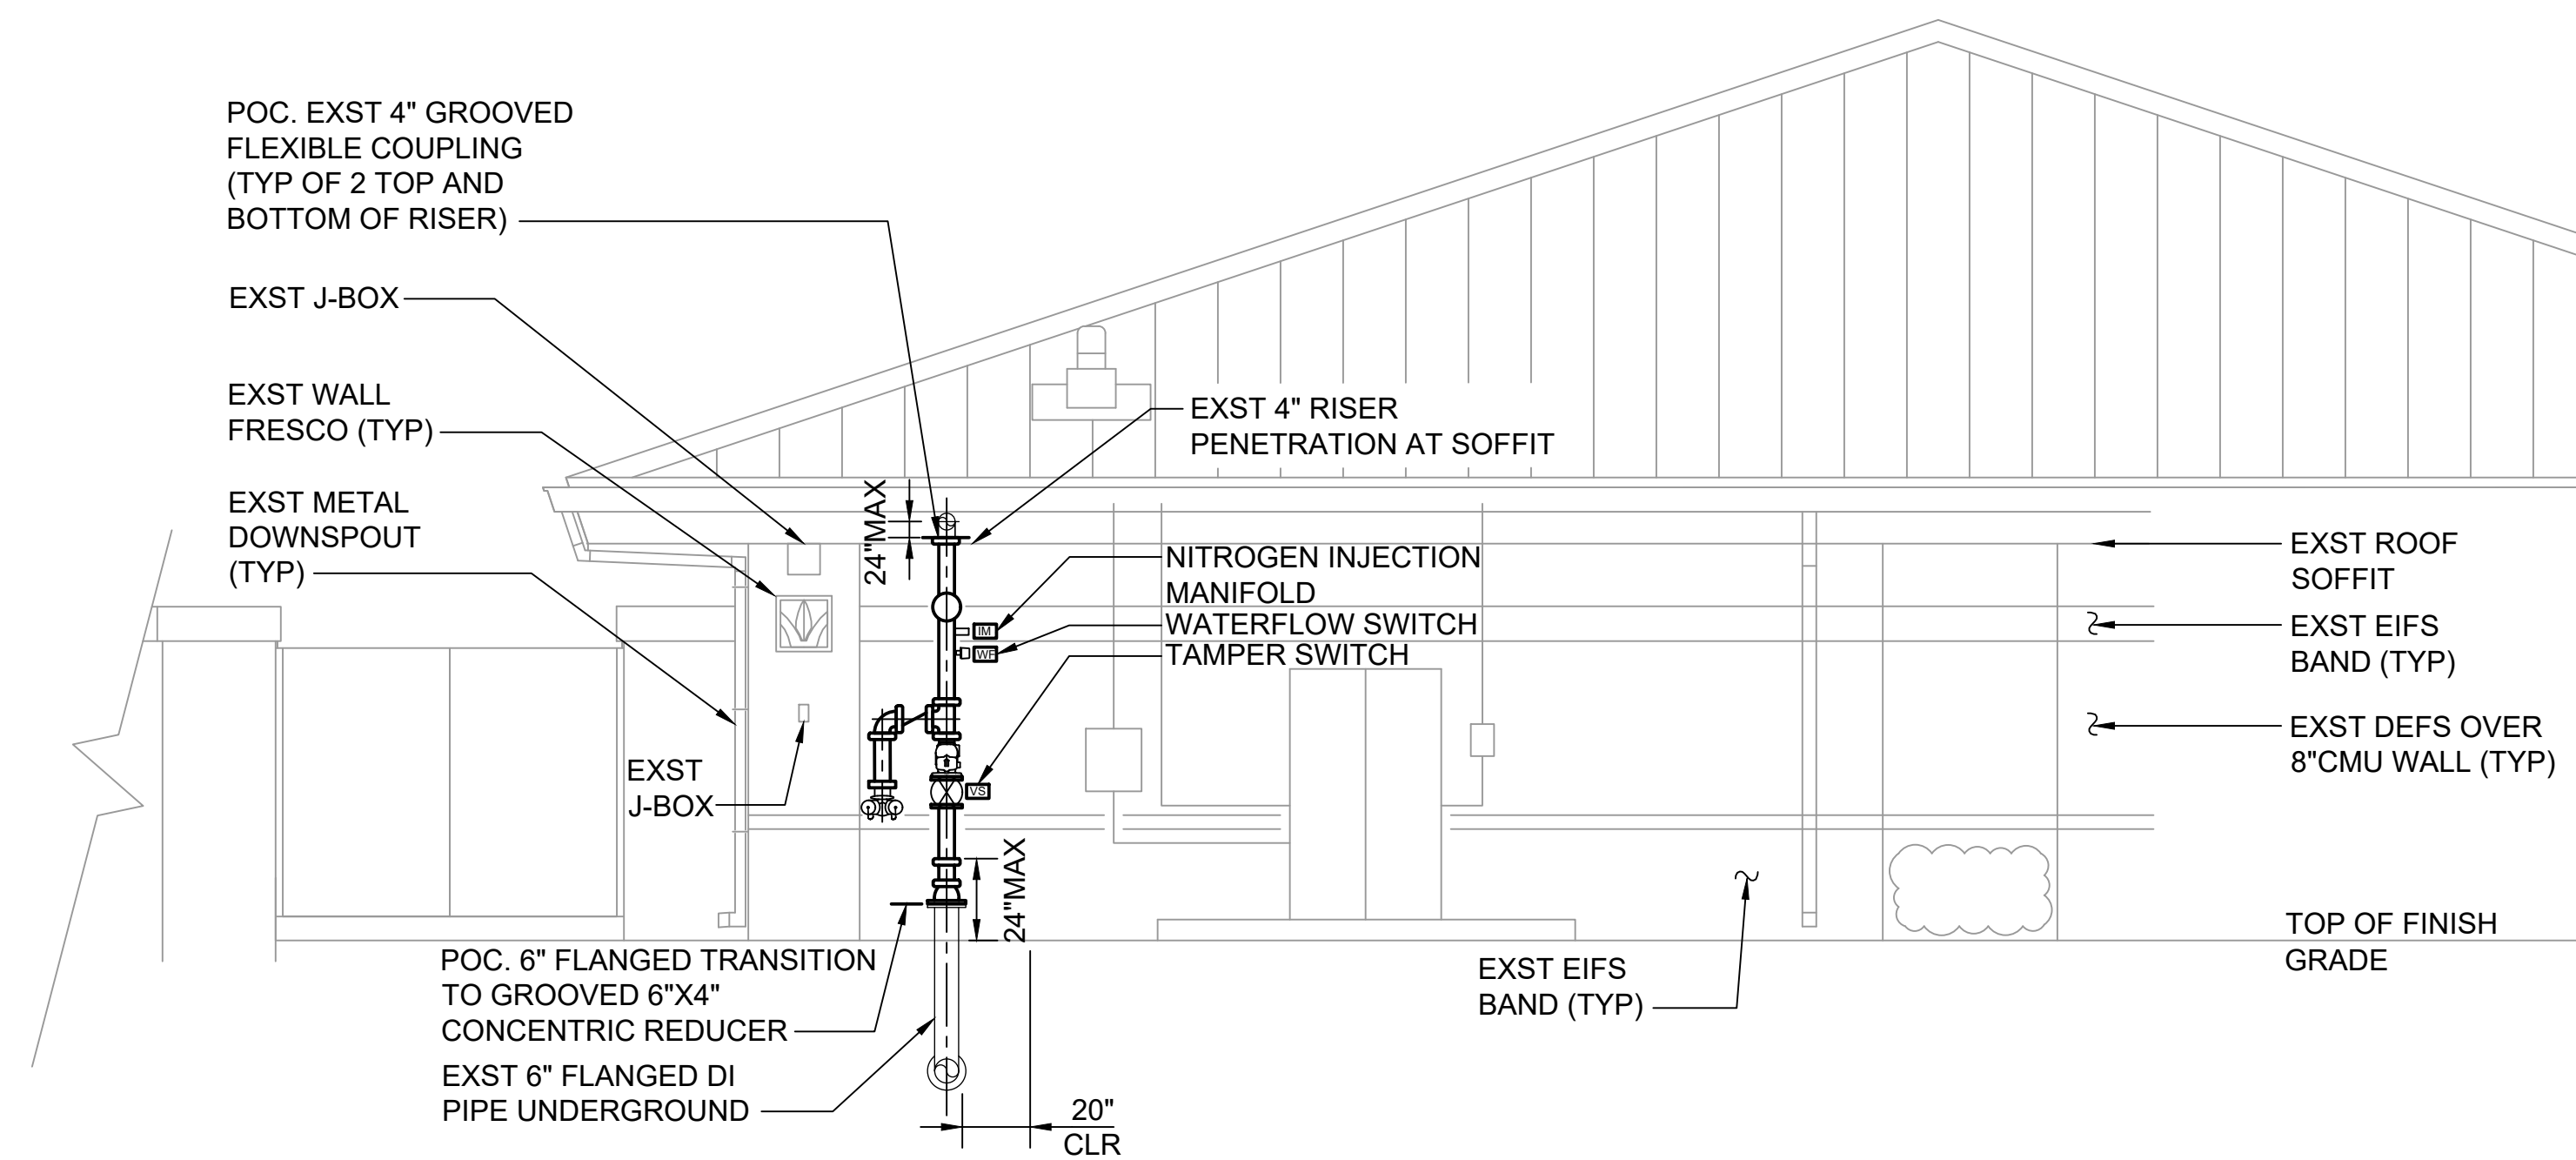 POC. EXST 4" GROOVED
FLEXIBLE COUPLING
(TYP OF 2 TOP AND
BOTTOM OF RISER)
EXST J-BOX
EXST WALL
FRESCO (TYP)
EXST METAL
DOWNSPOUT
(TYP)
24"MAX
EXST 4" RISER
PENETRATION AT SOFFIT
NITROGEN INJECTION
MANIFOLD
IM
WATERFLOW SWITCH
WF
TAMPER SWITCH
VS
EXST
J-BOX
24"MAX
POC. 6" FLANGED TRANSITION
TO GROOVED 6"X4"
CONCENTRIC REDUCER
EXST 6" FLANGED DI
PIPE UNDERGROUND
20"
CLR
EXST EIFS
BAND (TYP)
EXST ROOF
SOFFIT
EXST EIFS
BAND (TYP)
EXST DEFS OVER
8"CMU WALL (TYP)
TOP OF FINISH
GRADE